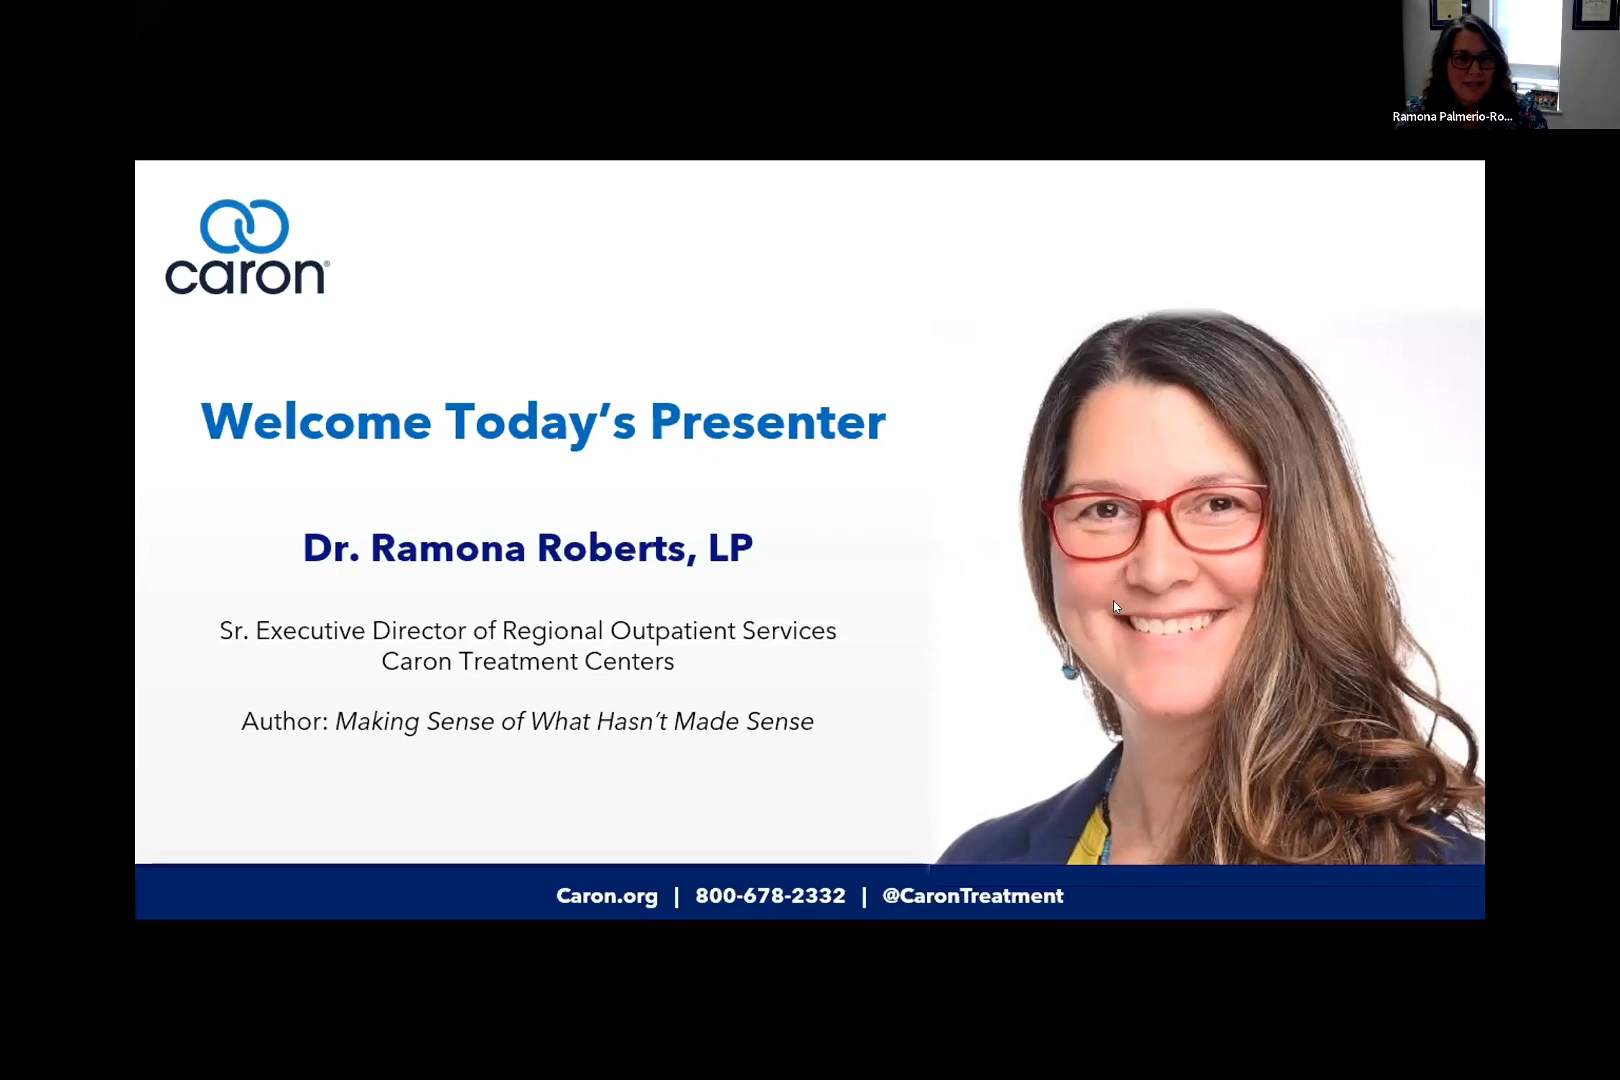 Ramona Palmerio-Ro...
caron®
Welcome Today's Presenter
Dr. Ramona Roberts, LP
Sr. Executive Director of Regional Outpatient Services
Caron Treatment Centers
Author: Making Sense of What Hasn't Made Sense
Caron.org | 800-678-2332 | @CaronTreatment